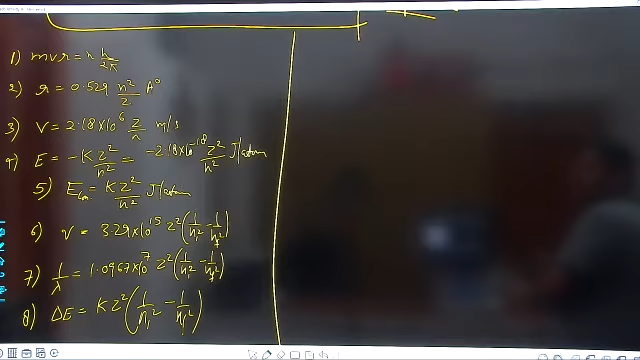 1) mvr = n h/2π
2) r = 0.529 n²/z A°
3) V = 2.18×10⁶ z/n m/s
4) E = -K z²/n² = -2.18×10⁻¹⁸ z²/n² J/atom
5) E = K z²/n² J/atom
6) ν = 3.29×10¹⁵ z² (1/n₁² - 1/n₂²)
7) 1/λ = 1.0967×10⁷ z² (1/n₁² - 1/n₂²)
8) ΔE = K z² (1/n₁² - 1/n₂²)